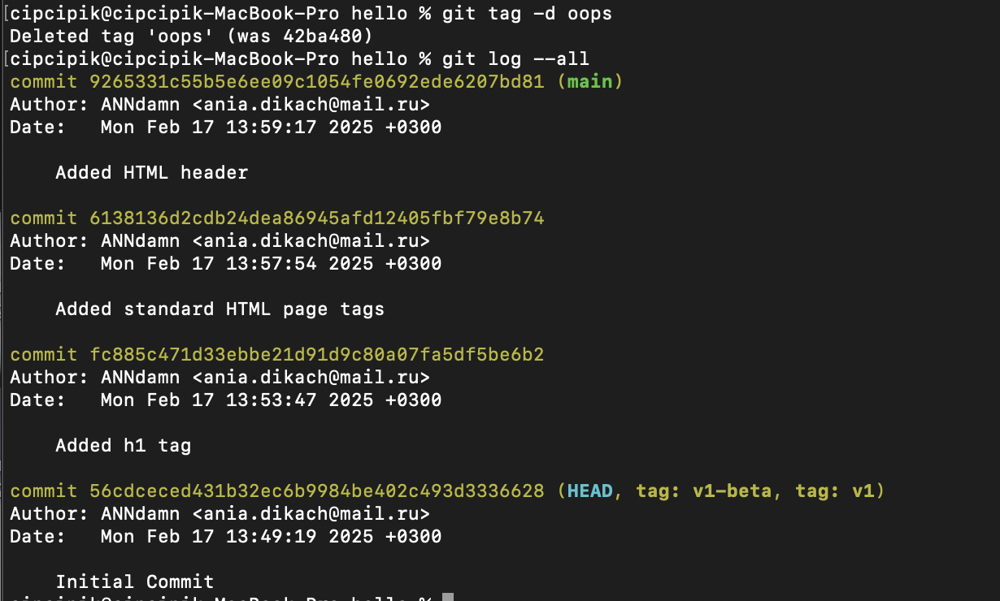 [cipcipik@cipcipik-MacBook-Pro hello % git tag -d oops
Deleted tag 'oops' (was 42ba480)
[cipcipik@cipcipik-MacBook-Pro hello % git log --all
commit 9265331c55b5e6ee09c1054fe0692ede6207bd81 (main)
Author: ANNdamn <ania.dikach@mail.ru>
Date:   Mon Feb 17 13:59:17 2025 +0300
    Added HTML header
commit 6138136d2cdb24dea86945afd12405fbf79e8b74
Author: ANNdamn <ania.dikach@mail.ru>
Date:   Mon Feb 17 13:57:54 2025 +0300
    Added standard HTML page tags
commit fc885c471d33ebbe21d91d9c80a07fa5df5be6b2
Author: ANNdamn <ania.dikach@mail.ru>
Date:   Mon Feb 17 13:53:47 2025 +0300
    Added h1 tag
commit 56cdceced431b32ec6b9984be402c493d3336628 (HEAD, tag: v1-beta, tag: v1)
Author: ANNdamn <ania.dikach@mail.ru>
Date:   Mon Feb 17 13:49:19 2025 +0300
    Initial Commit
cipcipik@cipcipik-MacBook-Pro hello %